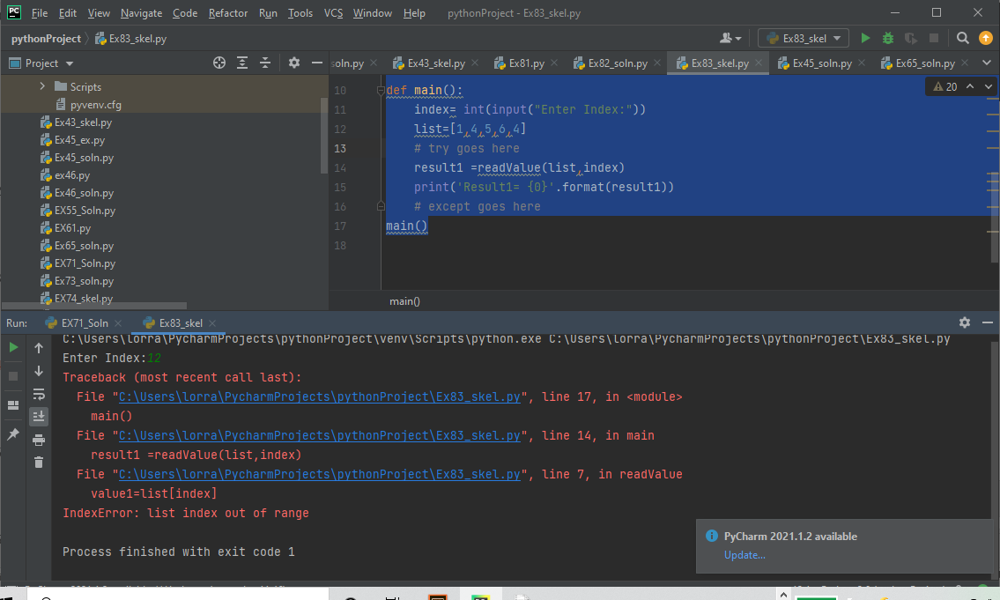 PC File Edit View Navigate Code Refactor Run Tools VCS Window Help pythonProject - Ex83_skel.py
pythonProject Ex83_skel.py Ex83_skel
Project soln.py Ex43_skel.py Ex81.py Ex82_soln.py Ex83_skel.py Ex45_soln.py Ex65_soln.py
Scripts
pyvenv.cfg
Ex43_skel.py
Ex45_ex.py
Ex45_soln.py
ex46.py
Ex46_soln.py
EX55_Soln.py
EX61.py
Ex65_soln.py
EX71_Soln.py
Ex73_soln.py
EX74_skel.py
20
10 def main():
11 index= int(input("Enter Index:"))
12 list=[1,4,5,6,4]
13 # try goes here
14 result1 =readValue(list,index)
15 print('Result1= {0}'.format(result1))
16 # except goes here
17 main()
18
main()
Run: EX71_Soln Ex83_skel
C:\Users\lorra\PycharmProjects\pythonProject\venv\Scripts\python.exe C:\Users\lorra\PycharmProjects\pythonProject\Ex83_skel.py
Enter Index:12
Traceback (most recent call last):
File "C:\Users\lorra\PycharmProjects\pythonProject\Ex83_skel.py", line 17, in <module>
main()
File "C:\Users\lorra\PycharmProjects\pythonProject\Ex83_skel.py", line 14, in main
result1 =readValue(list,index)
File "C:\Users\lorra\PycharmProjects\pythonProject\Ex83_skel.py", line 7, in readValue
value1=list[index]
IndexError: list index out of range
Process finished with exit code 1
PyCharm 2021.1.2 available
Update...